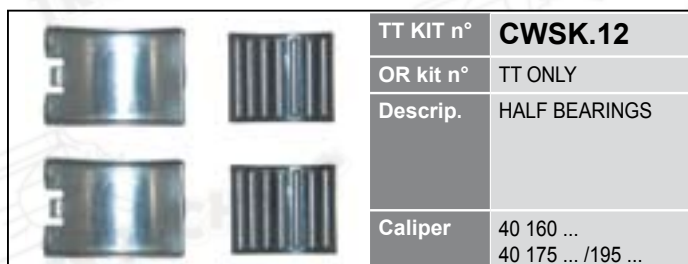 TT KIT n° CWSK.12
OR kit n° TT ONLY
Descrip. HALF BEARINGS
Caliper 40 160 ...
40 175 ... /195 ...